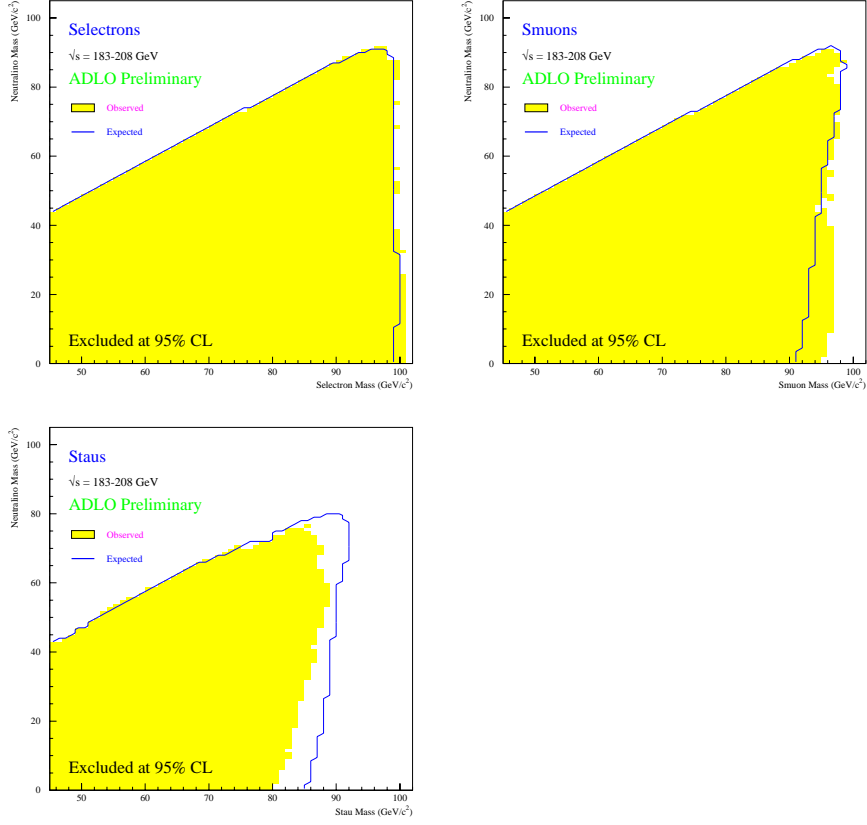 Neutralino Mass (GeV/c²)
100
80
60
40
20
0
Selectrons
√s = 183-208 GeV
ADLO Preliminary
Observed
Expected
Excluded at 95% CL
50
60
70
80
90
100
Selectron Mass (GeV/c²)
Neutralino Mass (GeV/c²)
100
80
60
40
20
0
Smuons
√s = 183-208 GeV
ADLO Preliminary
Observed
Expected
Excluded at 95% CL
50
60
70
80
90
100
Smuon Mass (GeV/c²)
Neutralino Mass (GeV/c²)
100
80
60
40
20
0
Staus
√s = 183-208 GeV
ADLO Preliminary
Observed
Expected
Excluded at 95% CL
50
60
70
80
90
100
Stau Mass (GeV/c²)